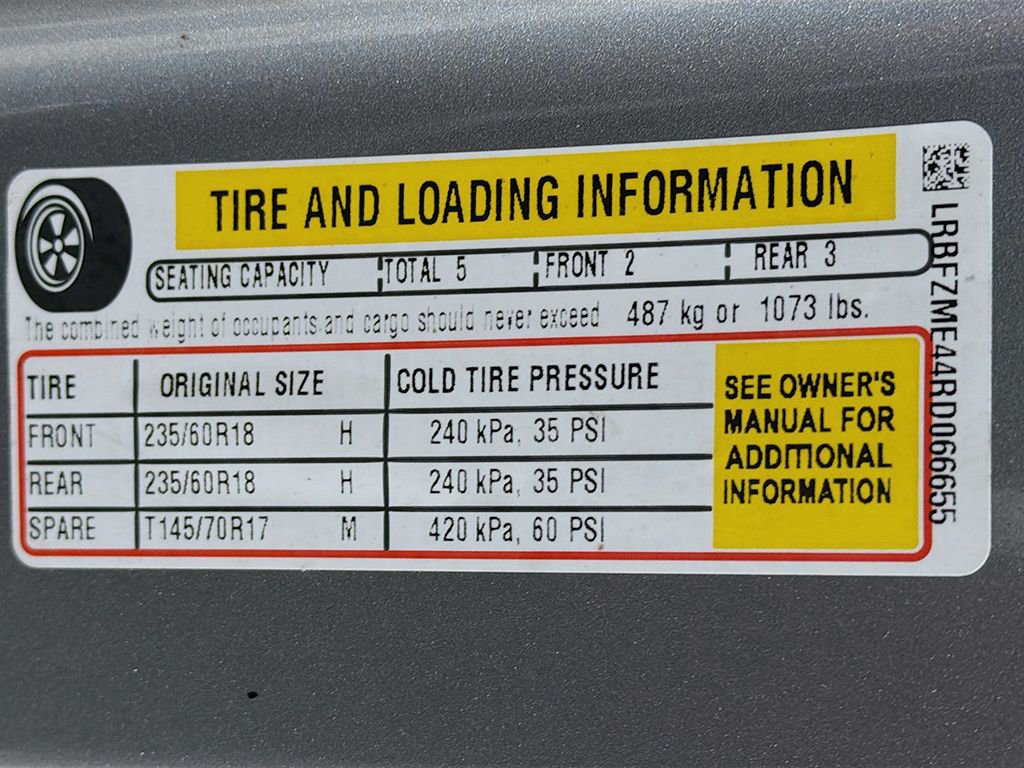 TIRE AND LOADING INFORMATION
SEATING CAPACITY TOTAL 5 FRONT 2 REAR 3
The combined weight of occupants and cargo should never exceed 487 kg or 1073 lbs.
TIRE ORIGINAL SIZE COLD TIRE PRESSURE
FRONT 235/60R18 H 240 kPa, 35 PSI
REAR 235/60R18 H 240 kPa, 35 PSI
SPARE T145/70R17 M 420 kPa, 60 PSI
SEE OWNER'S
MANUAL FOR
ADDITIONAL
INFORMATION
LRBFZME44RD066655